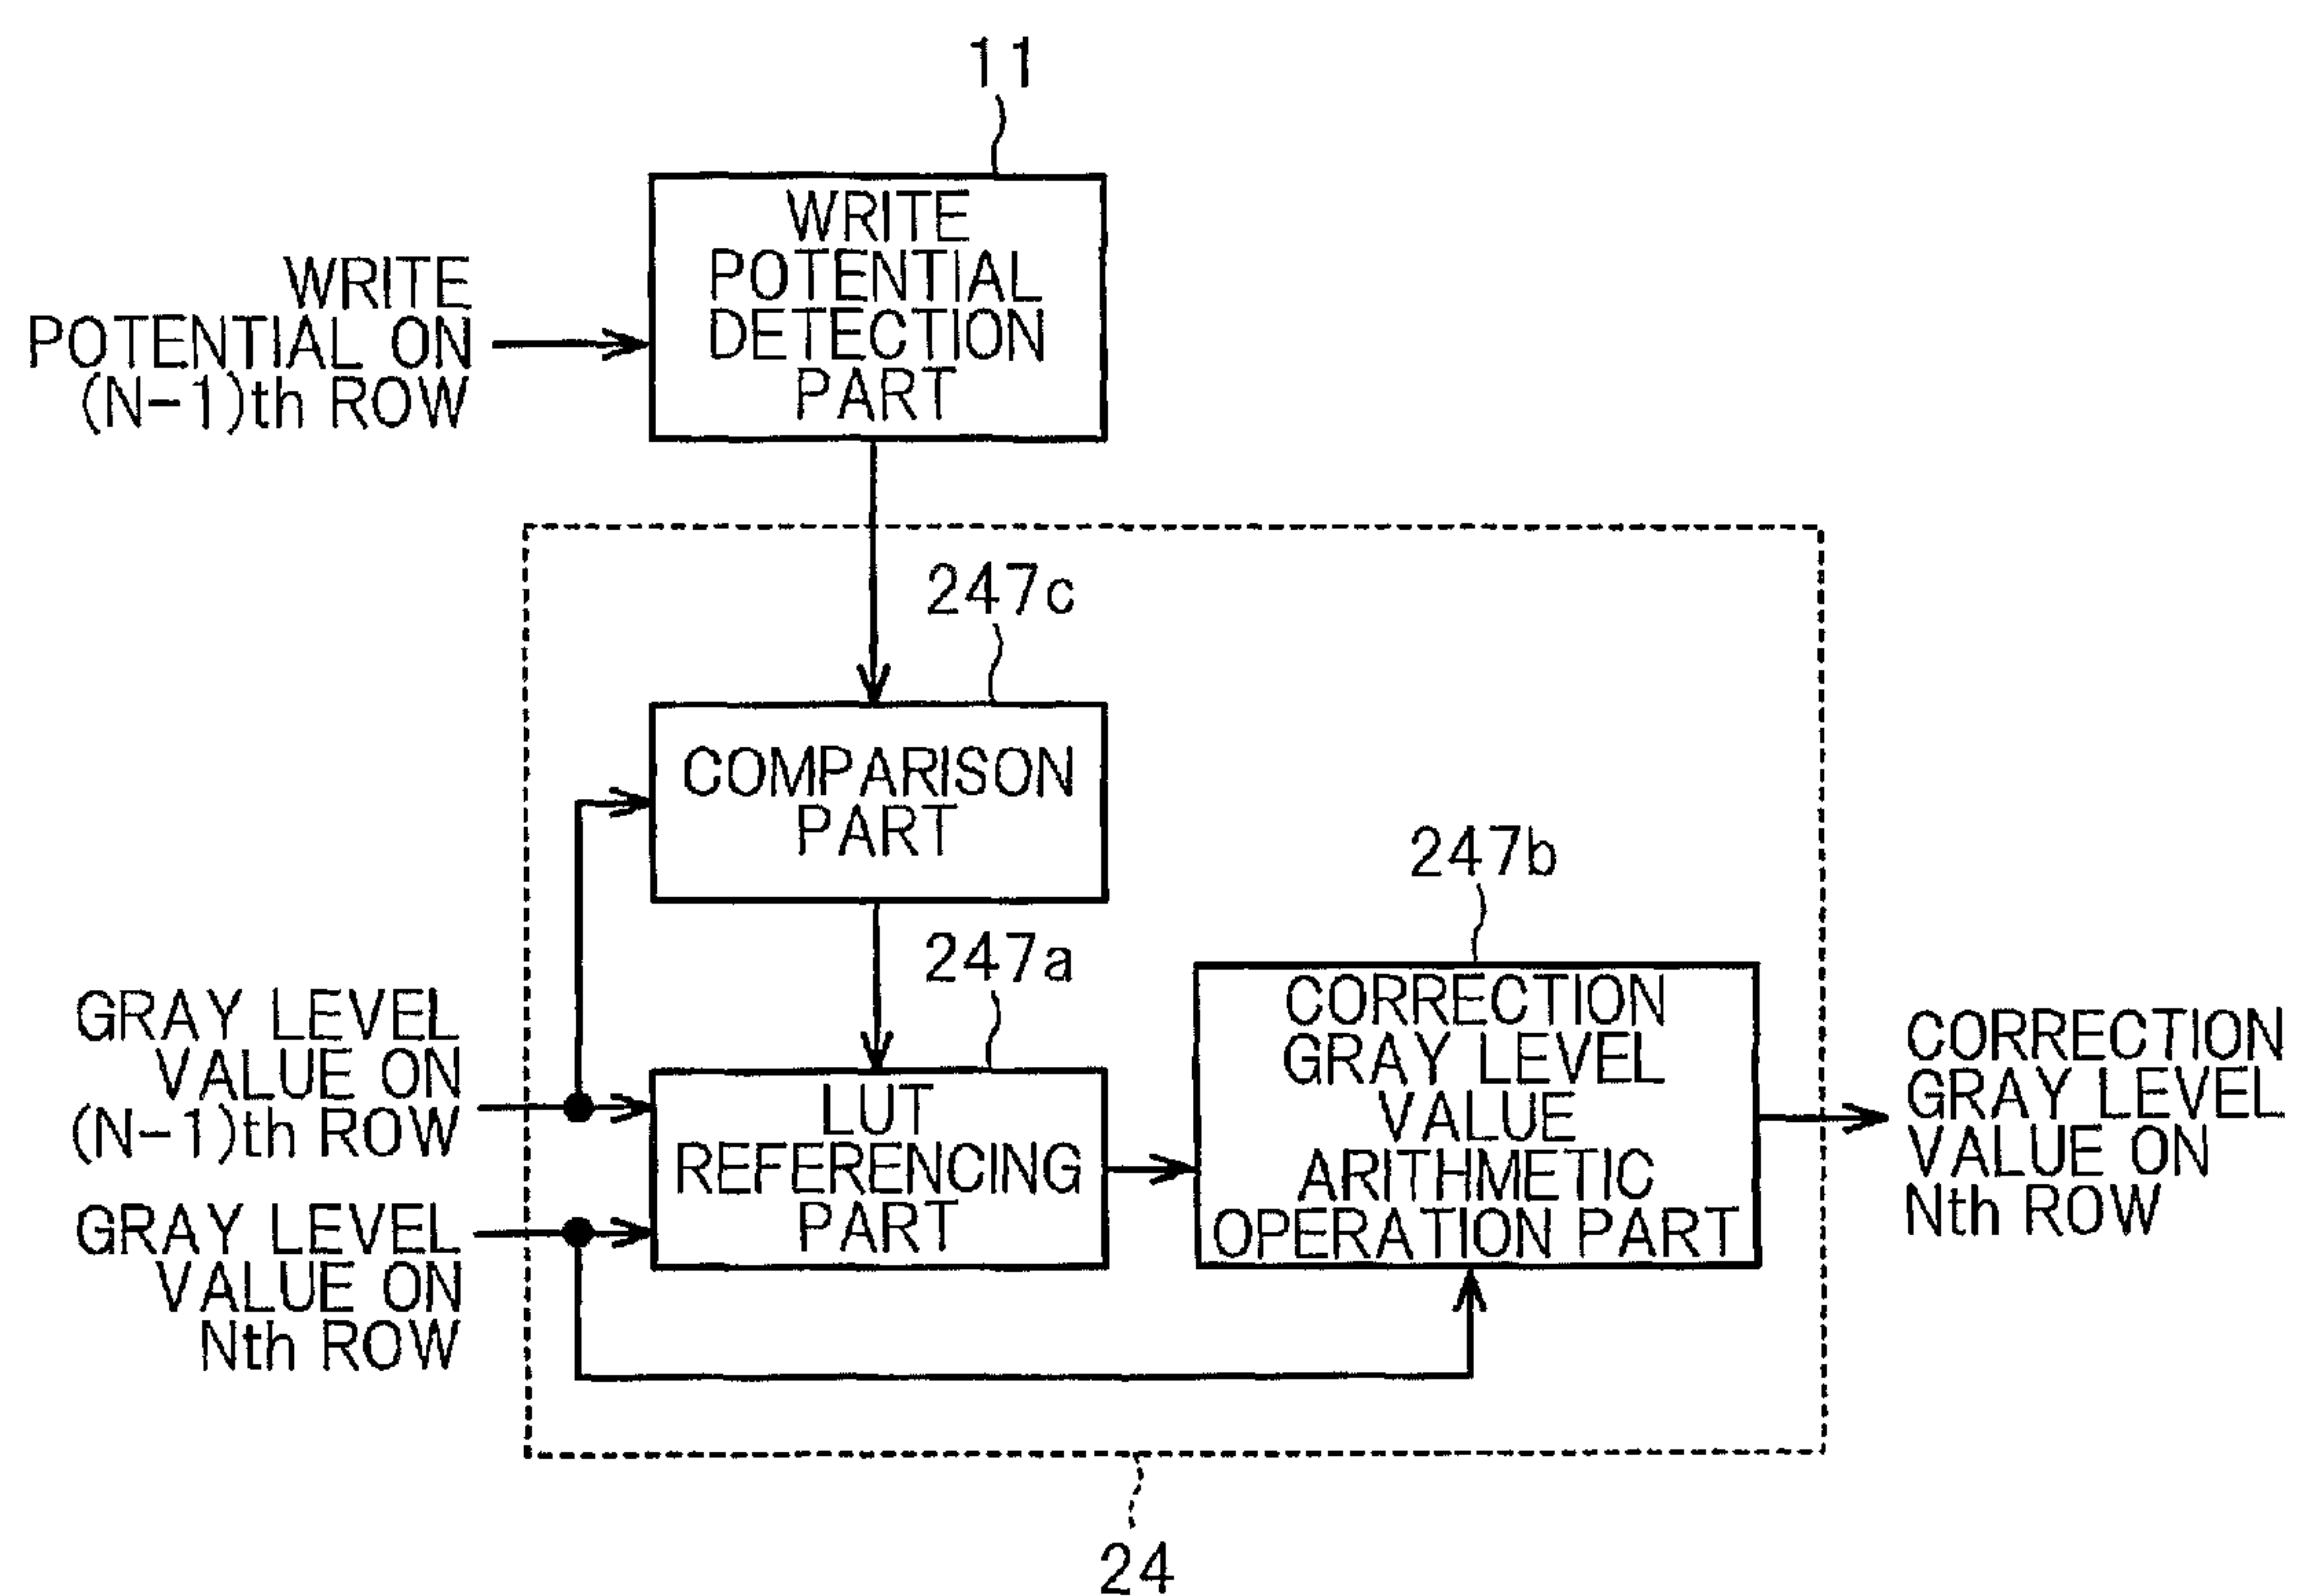 11
WRITE
POTENTIAL
DETECTION
PART
WRITE
POTENTIAL ON
(N-1)th ROW
247c
COMPARISON
PART
247b
247a
GRAY LEVEL
VALUE ON
(N-1)th ROW
LUT
REFERENCING
PART
GRAY LEVEL
VALUE ON
Nth ROW
CORRECTION
GRAY LEVEL
VALUE
ARITHMETIC
OPERATION PART
CORRECTION
GRAY LEVEL
VALUE ON
Nth ROW
24